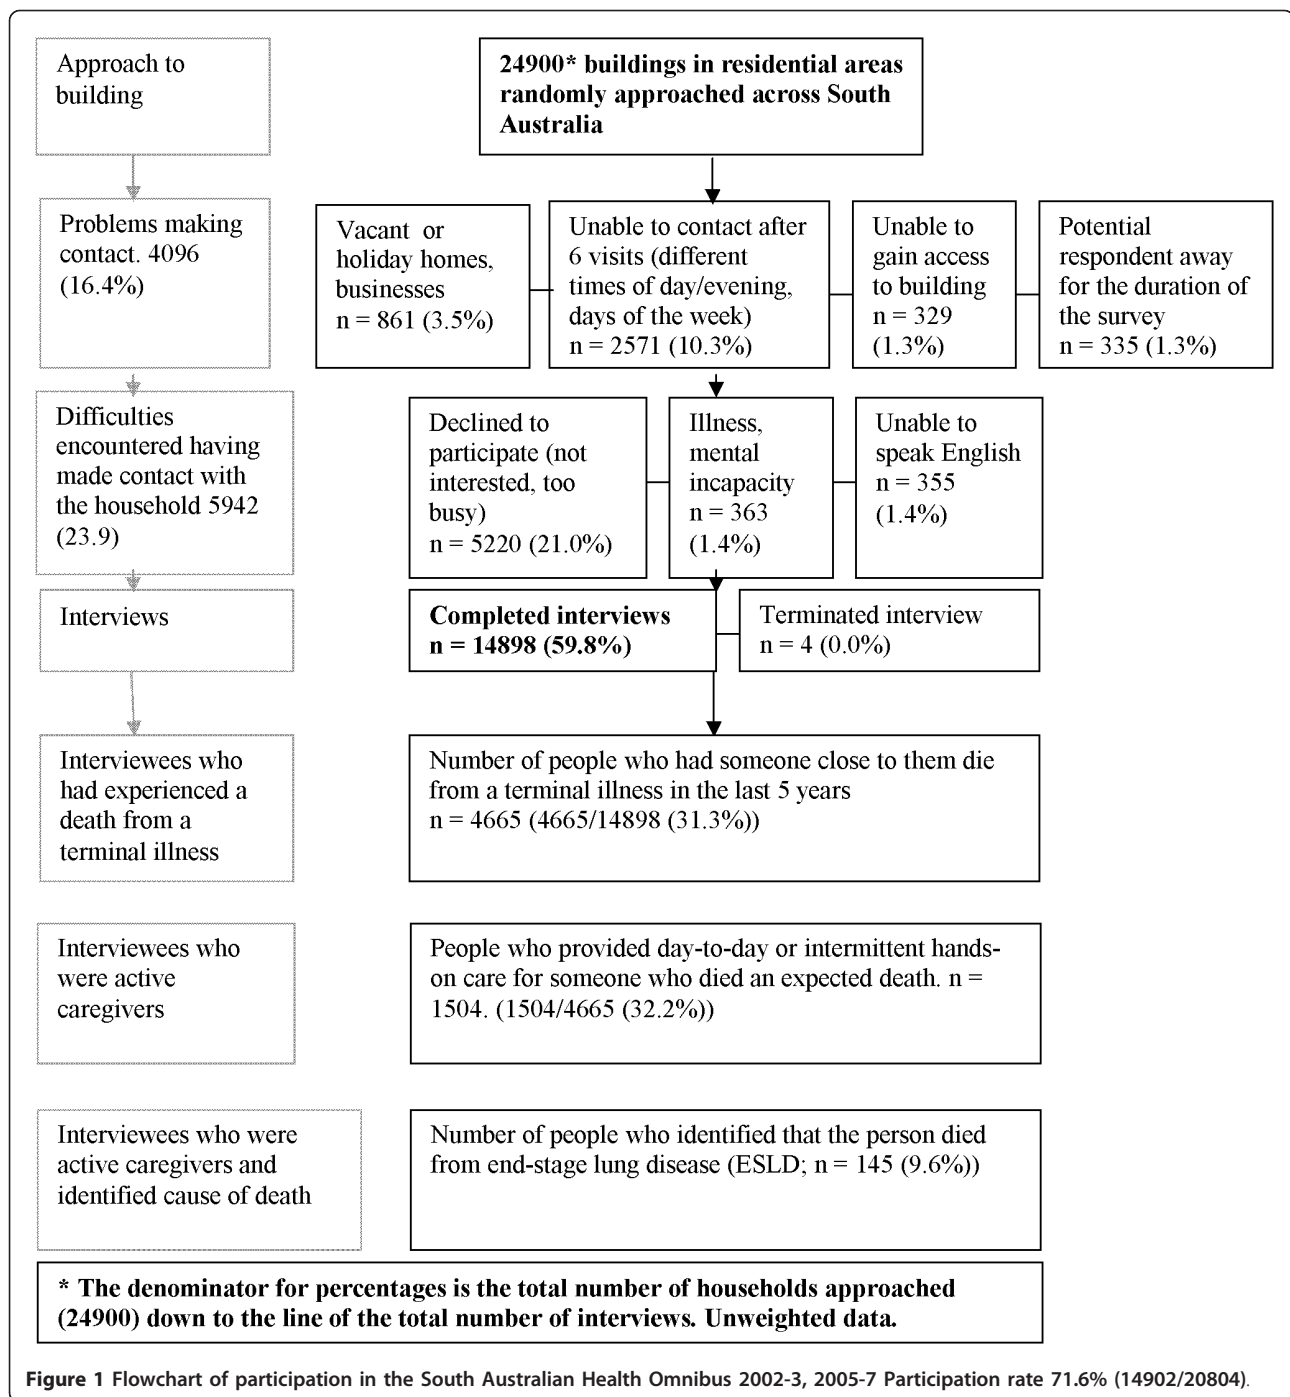 Approach to
building
24900* buildings in residential areas
randomly approached across South
Australia
Problems making
contact. 4096
(16.4%)
Vacant or
holiday homes,
businesses
n = 861 (3.5%)
Unable to contact after
6 visits (different
times of day/evening,
days of the week)
n = 2571 (10.3%)
Unable to
gain access
to building
n = 329
(1.3%)
Potential
respondent away
for the duration of
the survey
n = 335 (1.3%)
Difficulties
encountered having
made contact with
the household 5942
(23.9)
Declined to
participate (not
interested, too
busy)
n = 5220 (21.0%)
Illness,
mental
incapacity
n = 363
(1.4%)
Unable to
speak English
n = 355
(1.4%)
Interviews
Completed interviews
n = 14898 (59.8%)
Terminated interview
n = 4 (0.0%)
Interviewees who
had experienced a
death from a
terminal illness
Number of people who had someone close to them die
from a terminal illness in the last 5 years
n = 4665 (4665/14898 (31.3%))
Interviewees who
were active
caregivers
People who provided day-to-day or intermittent hands-
on care for someone who died an expected death. n =
1504. (1504/4665 (32.2%))
Interviewees who were
active caregivers and
identified cause of death
Number of people who identified that the person died
from end-stage lung disease (ESLD; n = 145 (9.6%))
* The denominator for percentages is the total number of households approached
(24900) down to the line of the total number of interviews. Unweighted data.
Figure 1 Flowchart of participation in the South Australian Health Omnibus 2002-3, 2005-7 Participation rate 71.6% (14902/20804).